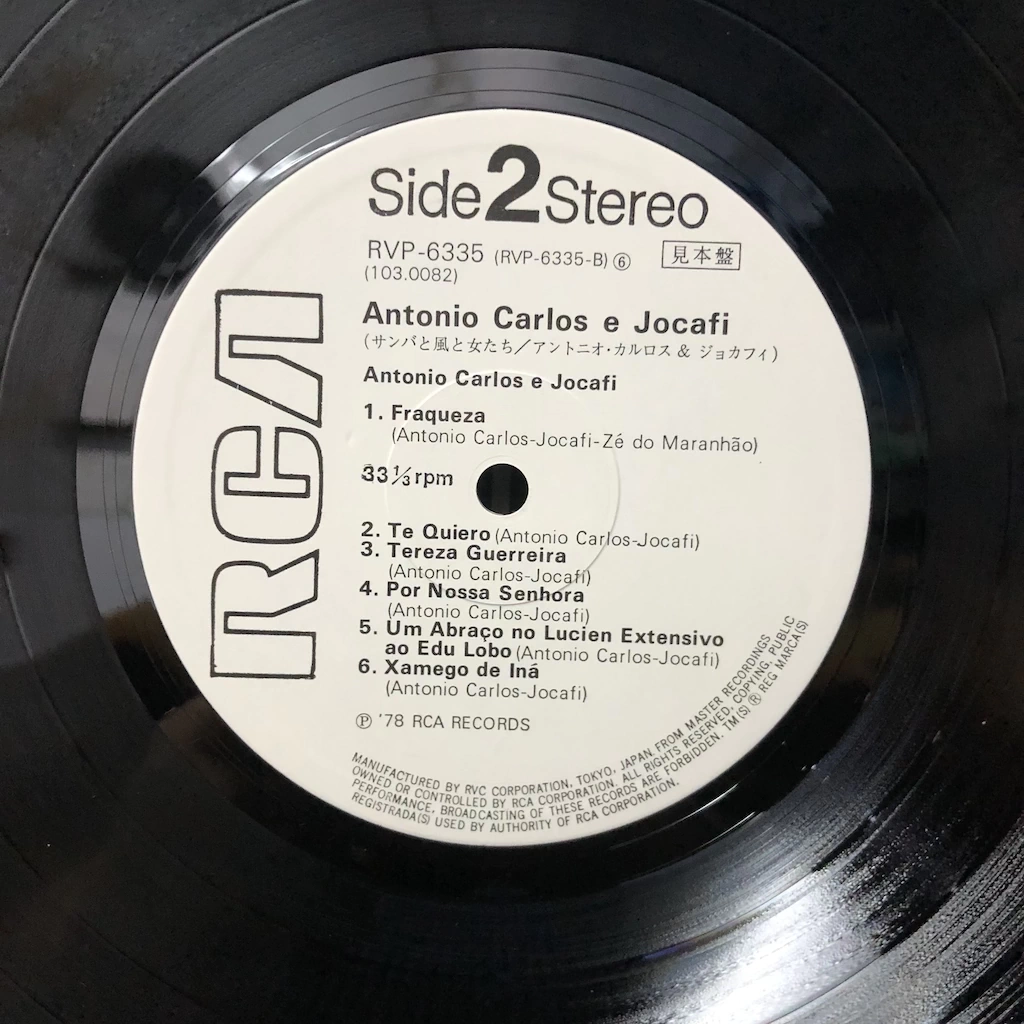 Side 2 Stereo
RVP-6335 (RVP-6335-B) ⑥ 見本盤
(103.0082)
Antonio Carlos e Jocafi
(サンバと風と女たち／アントニオ・カルロス & ジョカフィ)
Antonio Carlos e Jocafi
1. Fraqueza
(Antonio Carlos-Jocafi-Zé do Maranhão)
33⅓rpm
2. Te Quiero (Antonio Carlos-Jocafi)
3. Tereza Guerreira
(Antonio Carlos-Jocafi)
4. Por Nossa Senhora
(Antonio Carlos-Jocafi)
5. Um Abraço no Lucien Extensivo
ao Edu Lobo (Antonio Carlos-Jocafi)
6. Xamego de Iná
(Antonio Carlos-Jocafi)
Ⓟ '78 RCA RECORDS
RCA
MANUFACTURED BY RVC CORPORATION, TOKYO, JAPAN. FROM MASTER RECORDINGS
OWNED OR CONTROLLED BY RCA CORPORATION. ALL RIGHTS RESERVED, COPYING, PUBLIC
PERFORMANCE, BROADCASTING OF THESE RECORDS ARE FORBIDDEN. TM(S) ® REG MARCA(S)
REGISTRADA(S) USED BY AUTHORITY OF RCA CORPORATION.